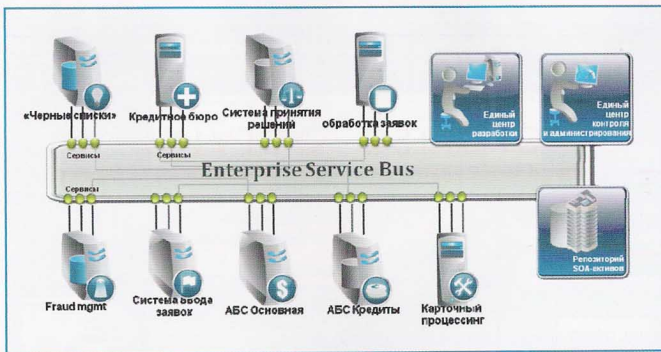 «Черные списки»
Кредитное бюро
Система принятия
решений
обработка заявок
Единый
центр
разработки
Единый
центр
контроля
и администрирования
Сервисы
Сервисы
Enterprise Service Bus
Сервисы
Репозиторий
SOA-активов
Fraud mgmt
Система ввода
заявок
АБС Основная
АБС Кредиты
Карточный
процессинг